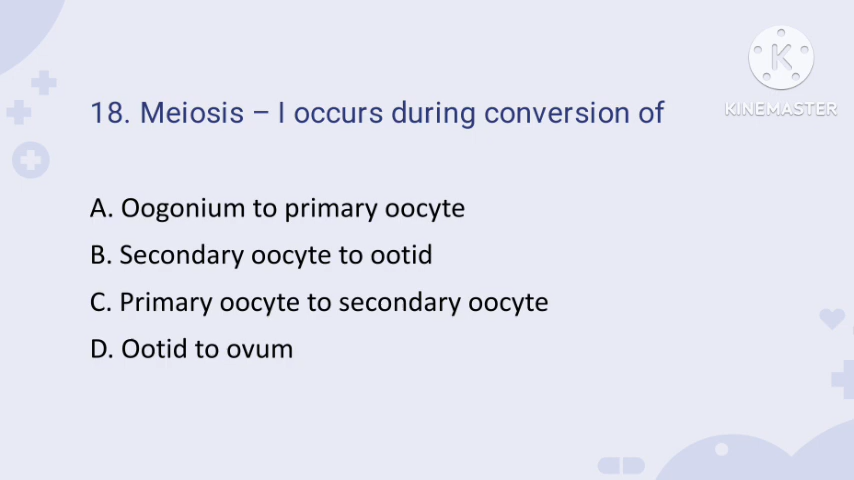 18. Meiosis – I occurs during conversion of
K
KINEMASTER
A. Oogonium to primary oocyte
B. Secondary oocyte to ootid
C. Primary oocyte to secondary oocyte
D. Ootid to ovum